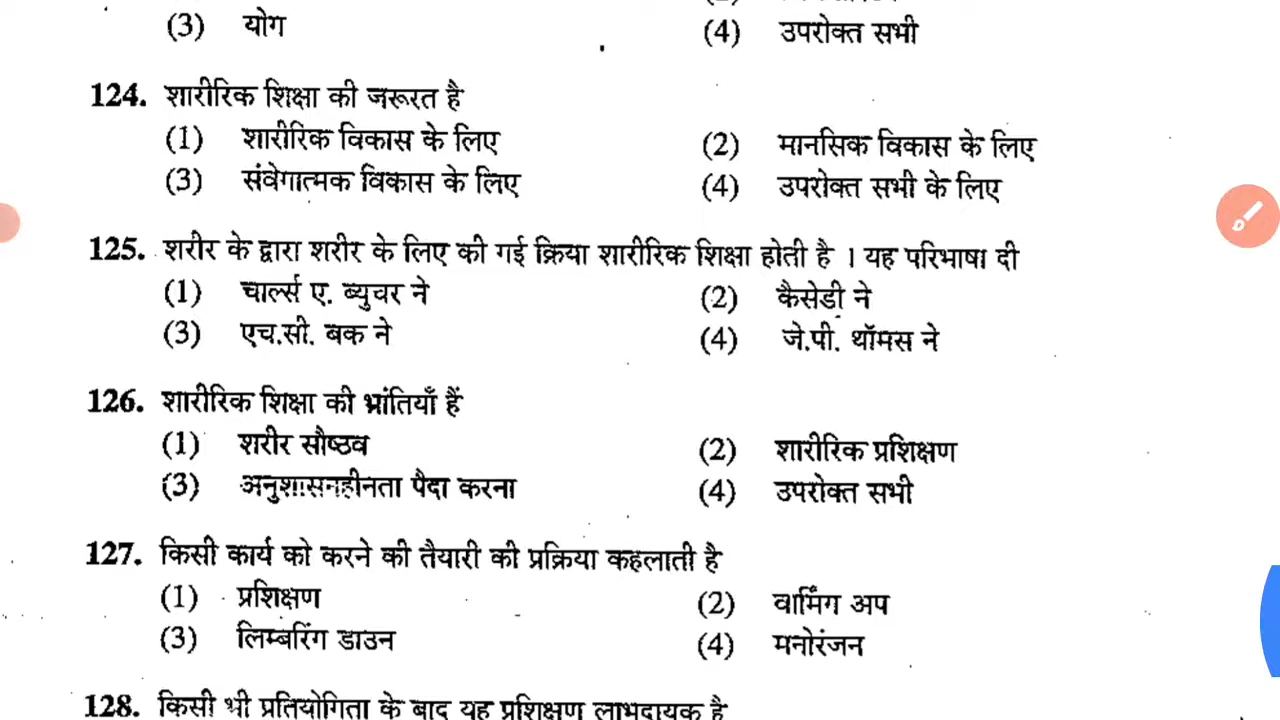 (3) योग
(4) उपरोक्त सभी
124. शारीरिक शिक्षा की जरूरत है
(1) शारीरिक विकास के लिए (2) मानसिक विकास के लिए
(3) संवेगात्मक विकास के लिए (4) उपरोक्त सभी के लिए
125. शरीर के द्वारा शरीर के लिए की गई क्रिया शारीरिक शिक्षा होती है । यह परिभाषा दी
(1) चार्ल्स ए. ब्युचर ने (2) कैसेडी ने
(3) एच.सी. बक ने (4) जे.पी. थॉमस ने
126. शारीरिक शिक्षा की भ्रांतियाँ हैं
(1) शरीर सौष्ठव (2) शारीरिक प्रशिक्षण
(3) अनुशासनहीनता पैदा करना (4) उपरोक्त सभी
127. किसी कार्य को करने की तैयारी की प्रक्रिया कहलाती है
(1) प्रशिक्षण (2) वार्मिंग अप
(3) लिम्बरिंग डाउन (4) मनोरंजन
128. किसी भी प्रतियोगिता के बाद यह प्रशिक्षण लाभदायक है